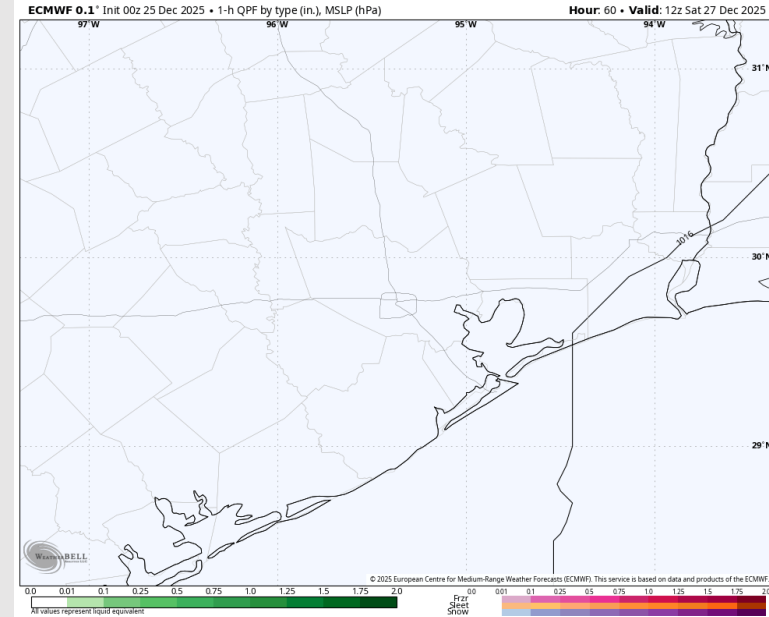 ECMWF 0.1° Init 00z 25 Dec 2025 • 1-h QPF by type (in.), MSLP (hPa)
Hour: 60 • Valid: 12z Sat 27 Dec 2025
97°W 96°W 95°W 94°W
31°N
1016
30°N
29°N
WEATHERBELL
© 2025 European Centre for Medium-Range Weather Forecasts (ECMWF). This service is based on data and products of the ECMWF.
0.0 0.01 0.1 0.25 0.5 0.75 1.0 1.25 1.5 1.75 2.0
All values represent liquid equivalent
0.0 0.01 0.1 0.25 0.5 0.75 1.0 1.25 1.5 1.75 2.0
Frzr
Sleet
Snow